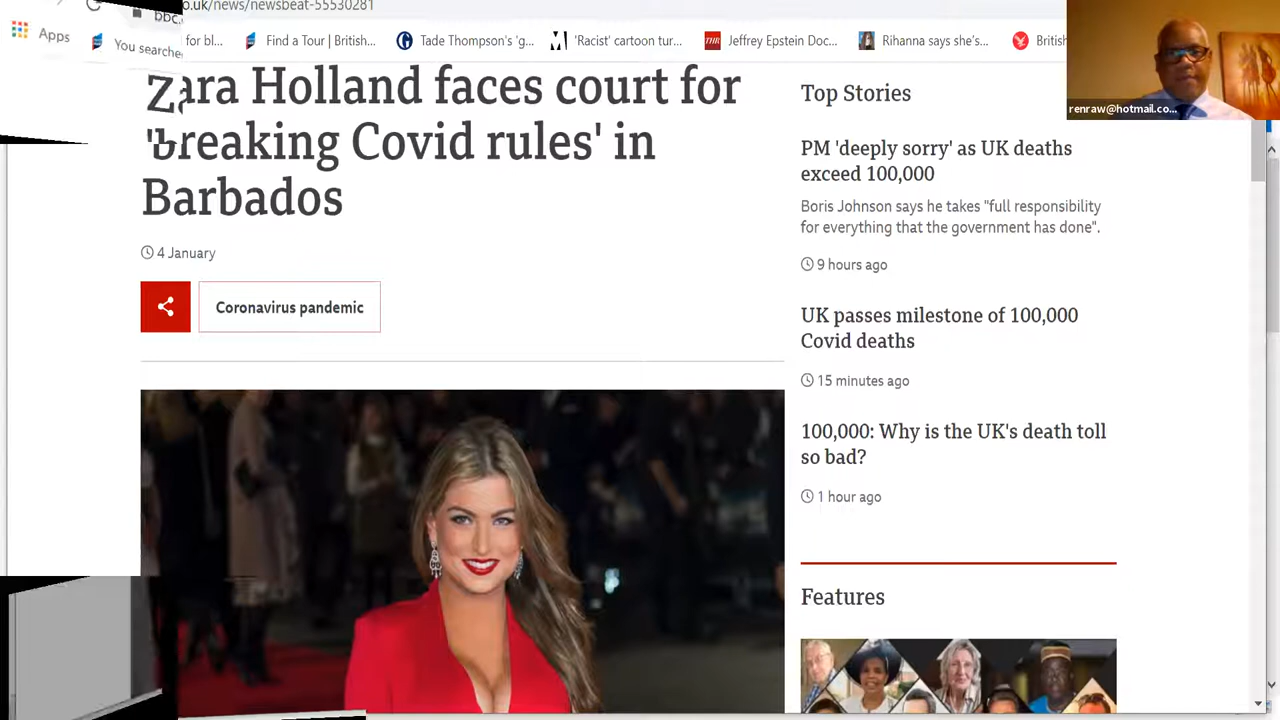 bbc.
o.uk/news/newsbeat-55530281
Apps
You searche
for bl...
Find a Tour | British...
Tade Thompson's 'g...
'Racist' cartoon tur...
THR
Jeffrey Epstein Doc...
Rihanna says she's...
British
renraw@hotmail.co...
Zara Holland faces court for
'breaking Covid rules' in
Barbados
4 January
Coronavirus pandemic
Top Stories
PM 'deeply sorry' as UK deaths
exceed 100,000
Boris Johnson says he takes "full responsibility
for everything that the government has done".
9 hours ago
UK passes milestone of 100,000
Covid deaths
15 minutes ago
100,000: Why is the UK's death toll
so bad?
1 hour ago
Features